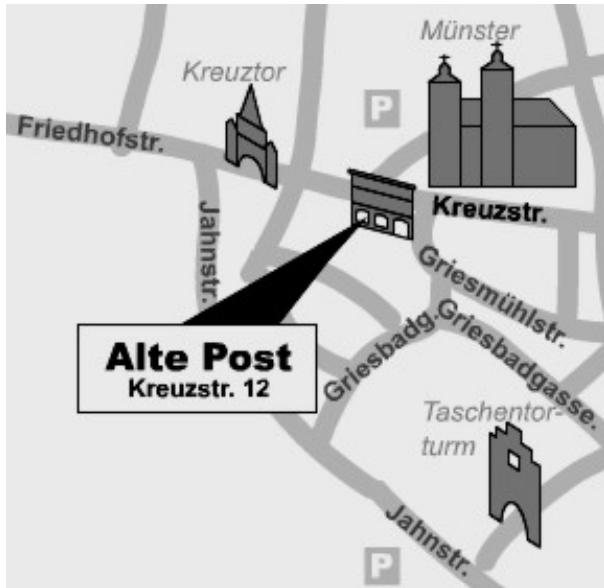 Münster
Kreuztor
P
Friedhofstr.
Kreuzstr.
Jahnstr.
Griesmühlstr.
Alte Post
Kreuzstr. 12
Griesbadg.
Griesbadgasse.
Taschentor-
turm
Jahnstr.
P